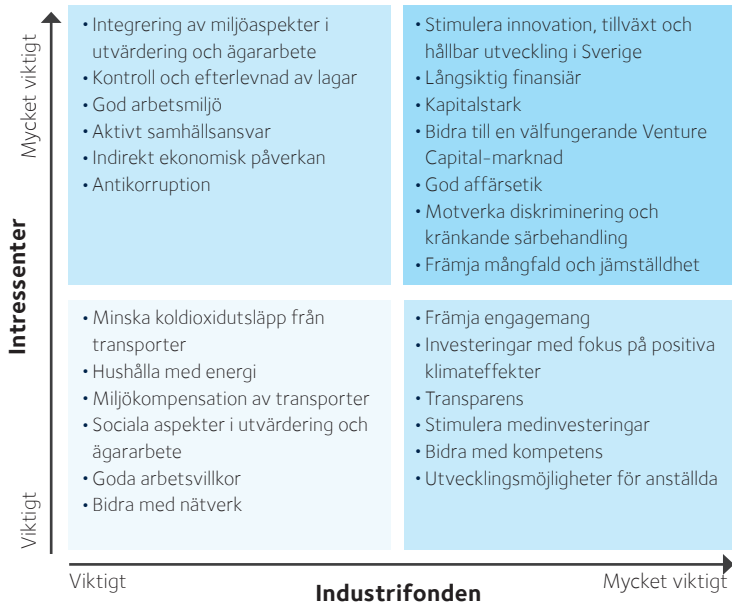 Mycket viktigt
Intressenter
Viktigt
• Integrering av miljöaspekter i
utvärdering och ägararbete
• Kontroll och efterlevnad av lagar
• God arbetsmiljö
• Aktivt samhällsansvar
• Indirekt ekonomisk påverkan
• Antikorruption
• Stimulera innovation, tillväxt och
hållbar utveckling i Sverige
• Långsiktig finansiär
• Kapitalstark
• Bidra till en välfungerande Venture
Capital-marknad
• God affärsetik
• Motverka diskriminering och
kränkande särbehandling
• Främja mångfald och jämställdhet
• Minska koldioxidutsläpp från
transporter
• Hushålla med energi
• Miljökompensation av transporter
• Sociala aspekter i utvärdering och
ägararbete
• Goda arbetsvillkor
• Bidra med nätverk
• Främja engagemang
• Investeringar med fokus på positiva
klimateffekter
• Transparens
• Stimulera medinvesteringar
• Bidra med kompetens
• Utvecklingsmöjligheter för anställda
Viktigt
Industrifonden
Mycket viktigt